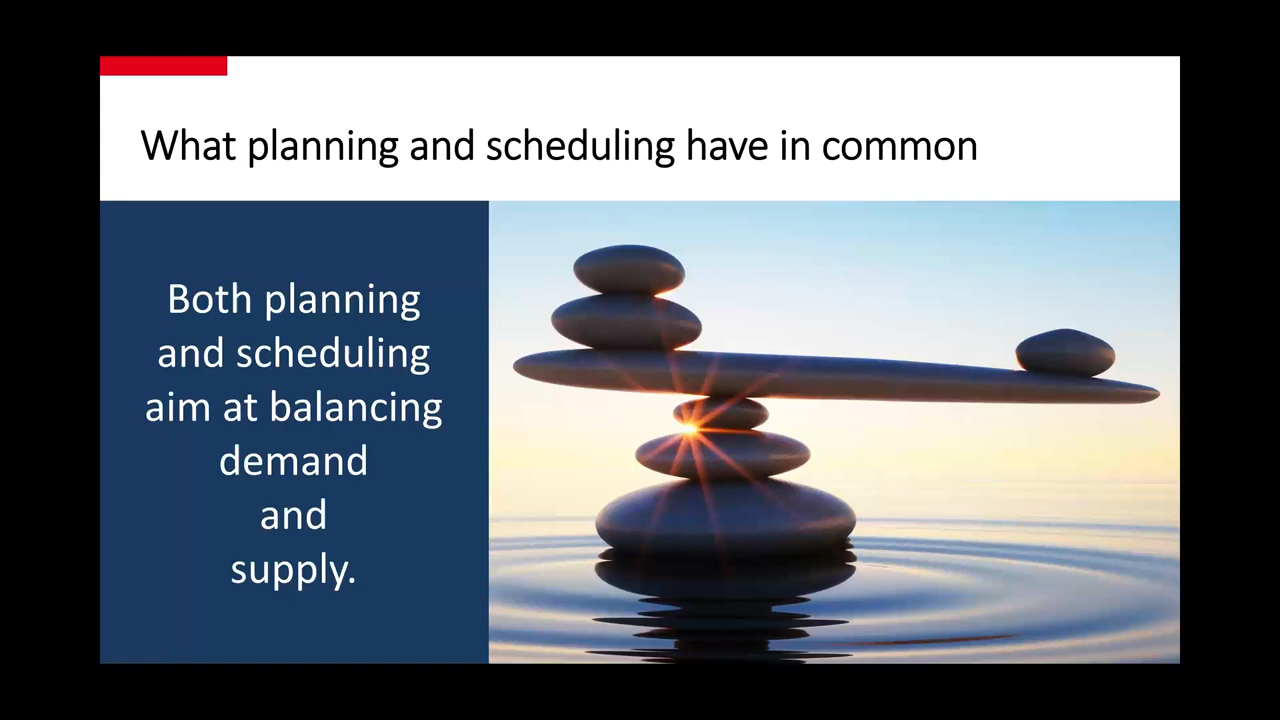 What planning and scheduling have in common
Both planning
and scheduling
aim at balancing
demand
and
supply.